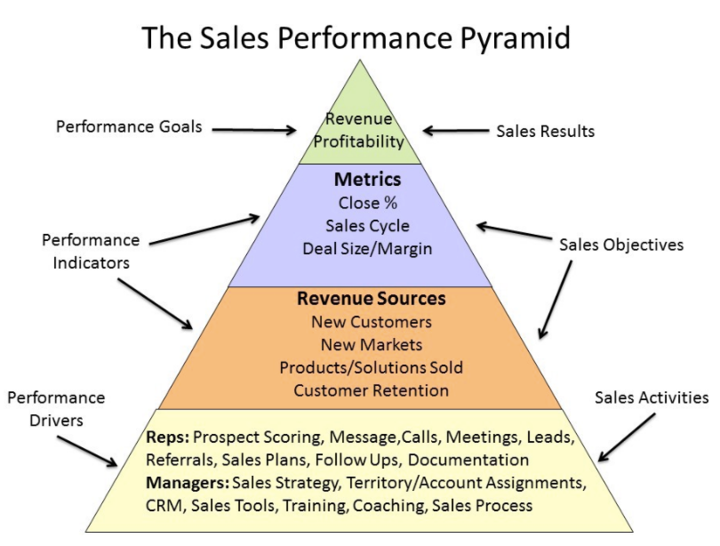 The Sales Performance Pyramid
Performance Goals
Revenue
Profitability
Sales Results
Metrics
Close %
Sales Cycle
Deal Size/Margin
Performance
Indicators
Sales Objectives
Revenue Sources
New Customers
New Markets
Products/Solutions Sold
Customer Retention
Performance
Drivers
Sales Activities
Reps: Prospect Scoring, Message,Calls, Meetings, Leads,
Referrals, Sales Plans, Follow Ups, Documentation
Managers: Sales Strategy, Territory/Account Assignments,
CRM, Sales Tools, Training, Coaching, Sales Process